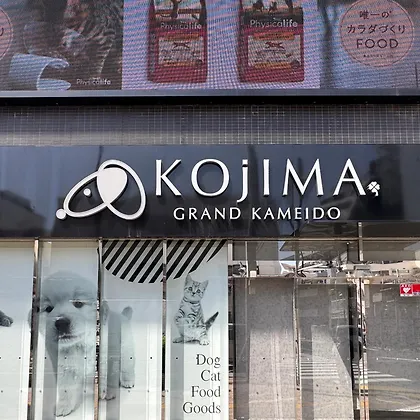 Physicalife
Physicalife
Physicalife
唯一の
カラダづくり
FOOD
KOJIMA
GRAND KAMEIDO
Dog
Cat
Food
Goods